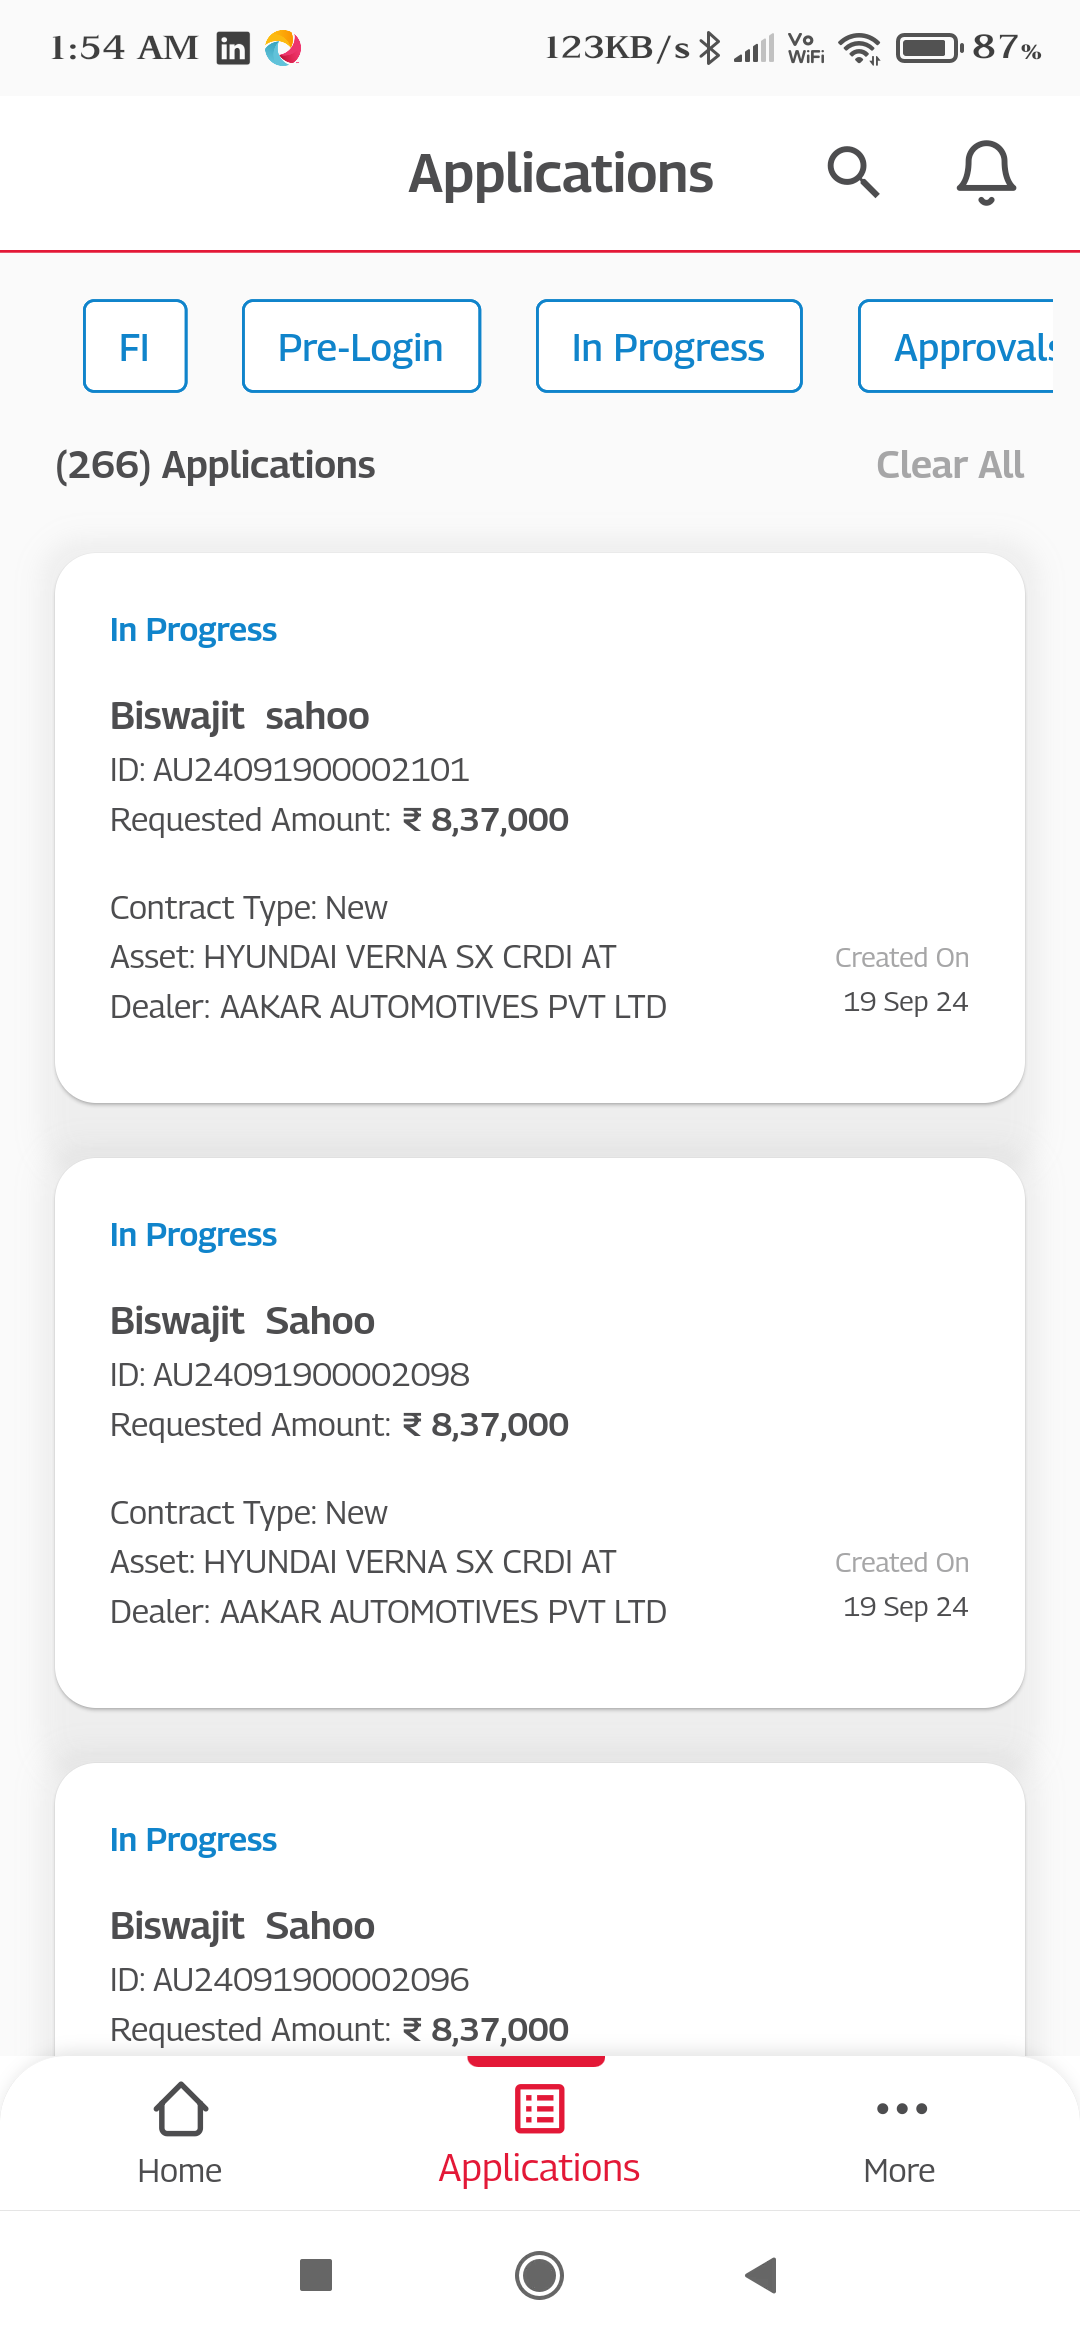 1:54 AM in 123KB/s Vo WiFi 87%
Applications
FI Pre-Login In Progress Approvals
(266) Applications Clear All
In Progress
Biswajit sahoo
ID: AU24091900002101
Requested Amount: ₹ 8,37,000
Contract Type: New
Asset: HYUNDAI VERNA SX CRDI AT
Created On
Dealer: AAKAR AUTOMOTIVES PVT LTD
19 Sep 24
In Progress
Biswajit Sahoo
ID: AU24091900002098
Requested Amount: ₹ 8,37,000
Contract Type: New
Asset: HYUNDAI VERNA SX CRDI AT
Created On
Dealer: AAKAR AUTOMOTIVES PVT LTD
19 Sep 24
In Progress
Biswajit Sahoo
ID: AU24091900002096
Requested Amount: ₹ 8,37,000
Home Applications More